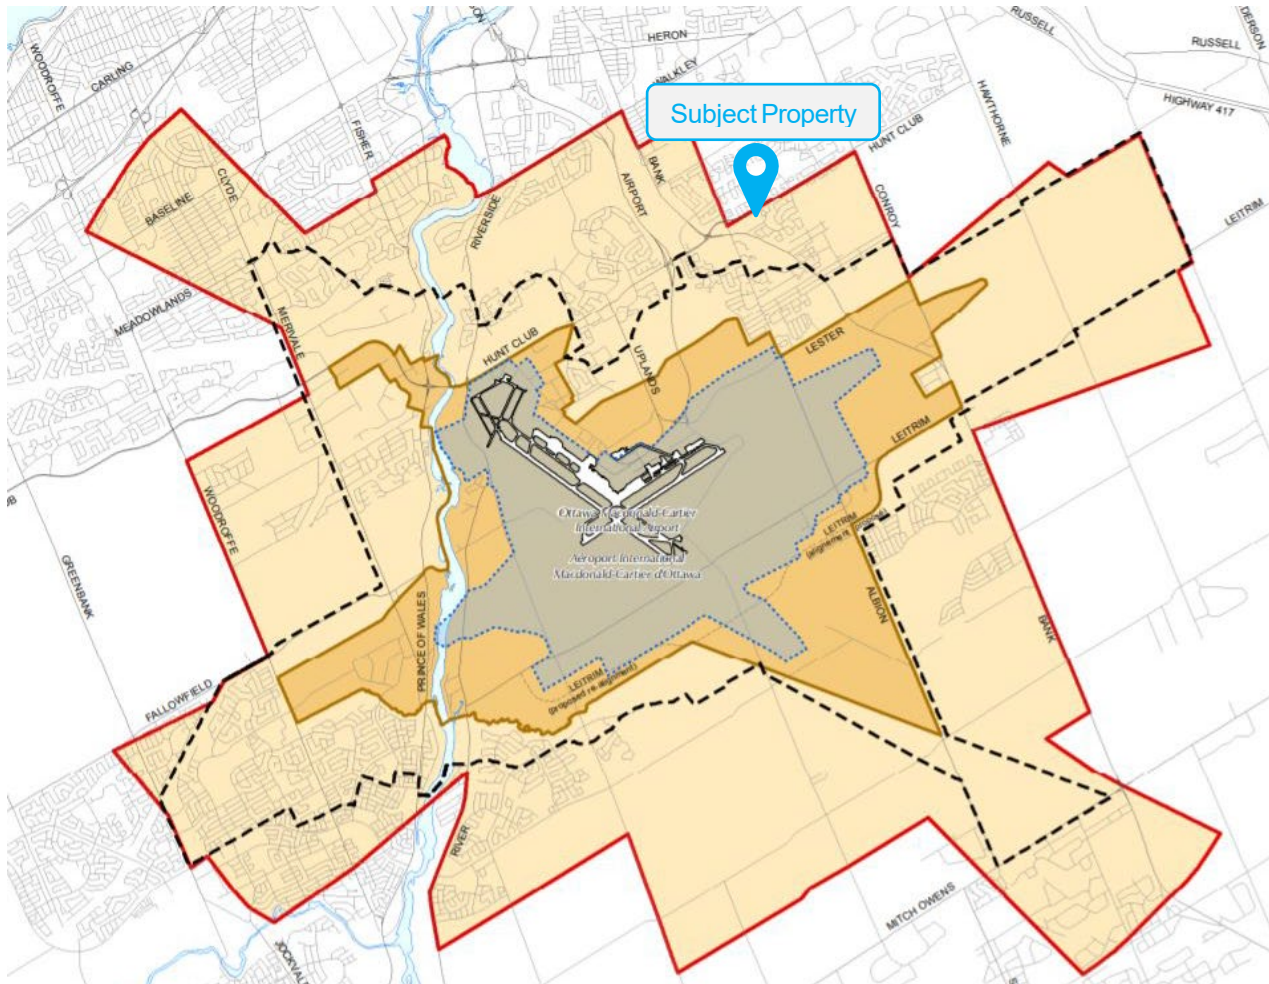 WOODROFFE
CARLING
HERON
WALKLEY
RUSSELL
RUSSELL
HIGHWAY 417
HAWTHORNE
Subject Property
HUNT CLUB
FISHER
BANK
AIRPORT
CONROY
LEITRIM
BASELINE
CLYDE
RIVERSIDE
MEADOWLANDS
MERIVALE
HUNT CLUB
UPLANDS
LESTER
LEITRIM
WOODROFFE
Ottawa Macdonald-Cartier
International Airport
Aéroport International
Macdonald-Cartier d'Ottawa
LEITRIM
GREENBANK
PRINCE OF WALES
ALBION
BANK
FALLOWFIELD
LEITRIM
(proposed re-alignment)
RIVER
MITCH OWENS